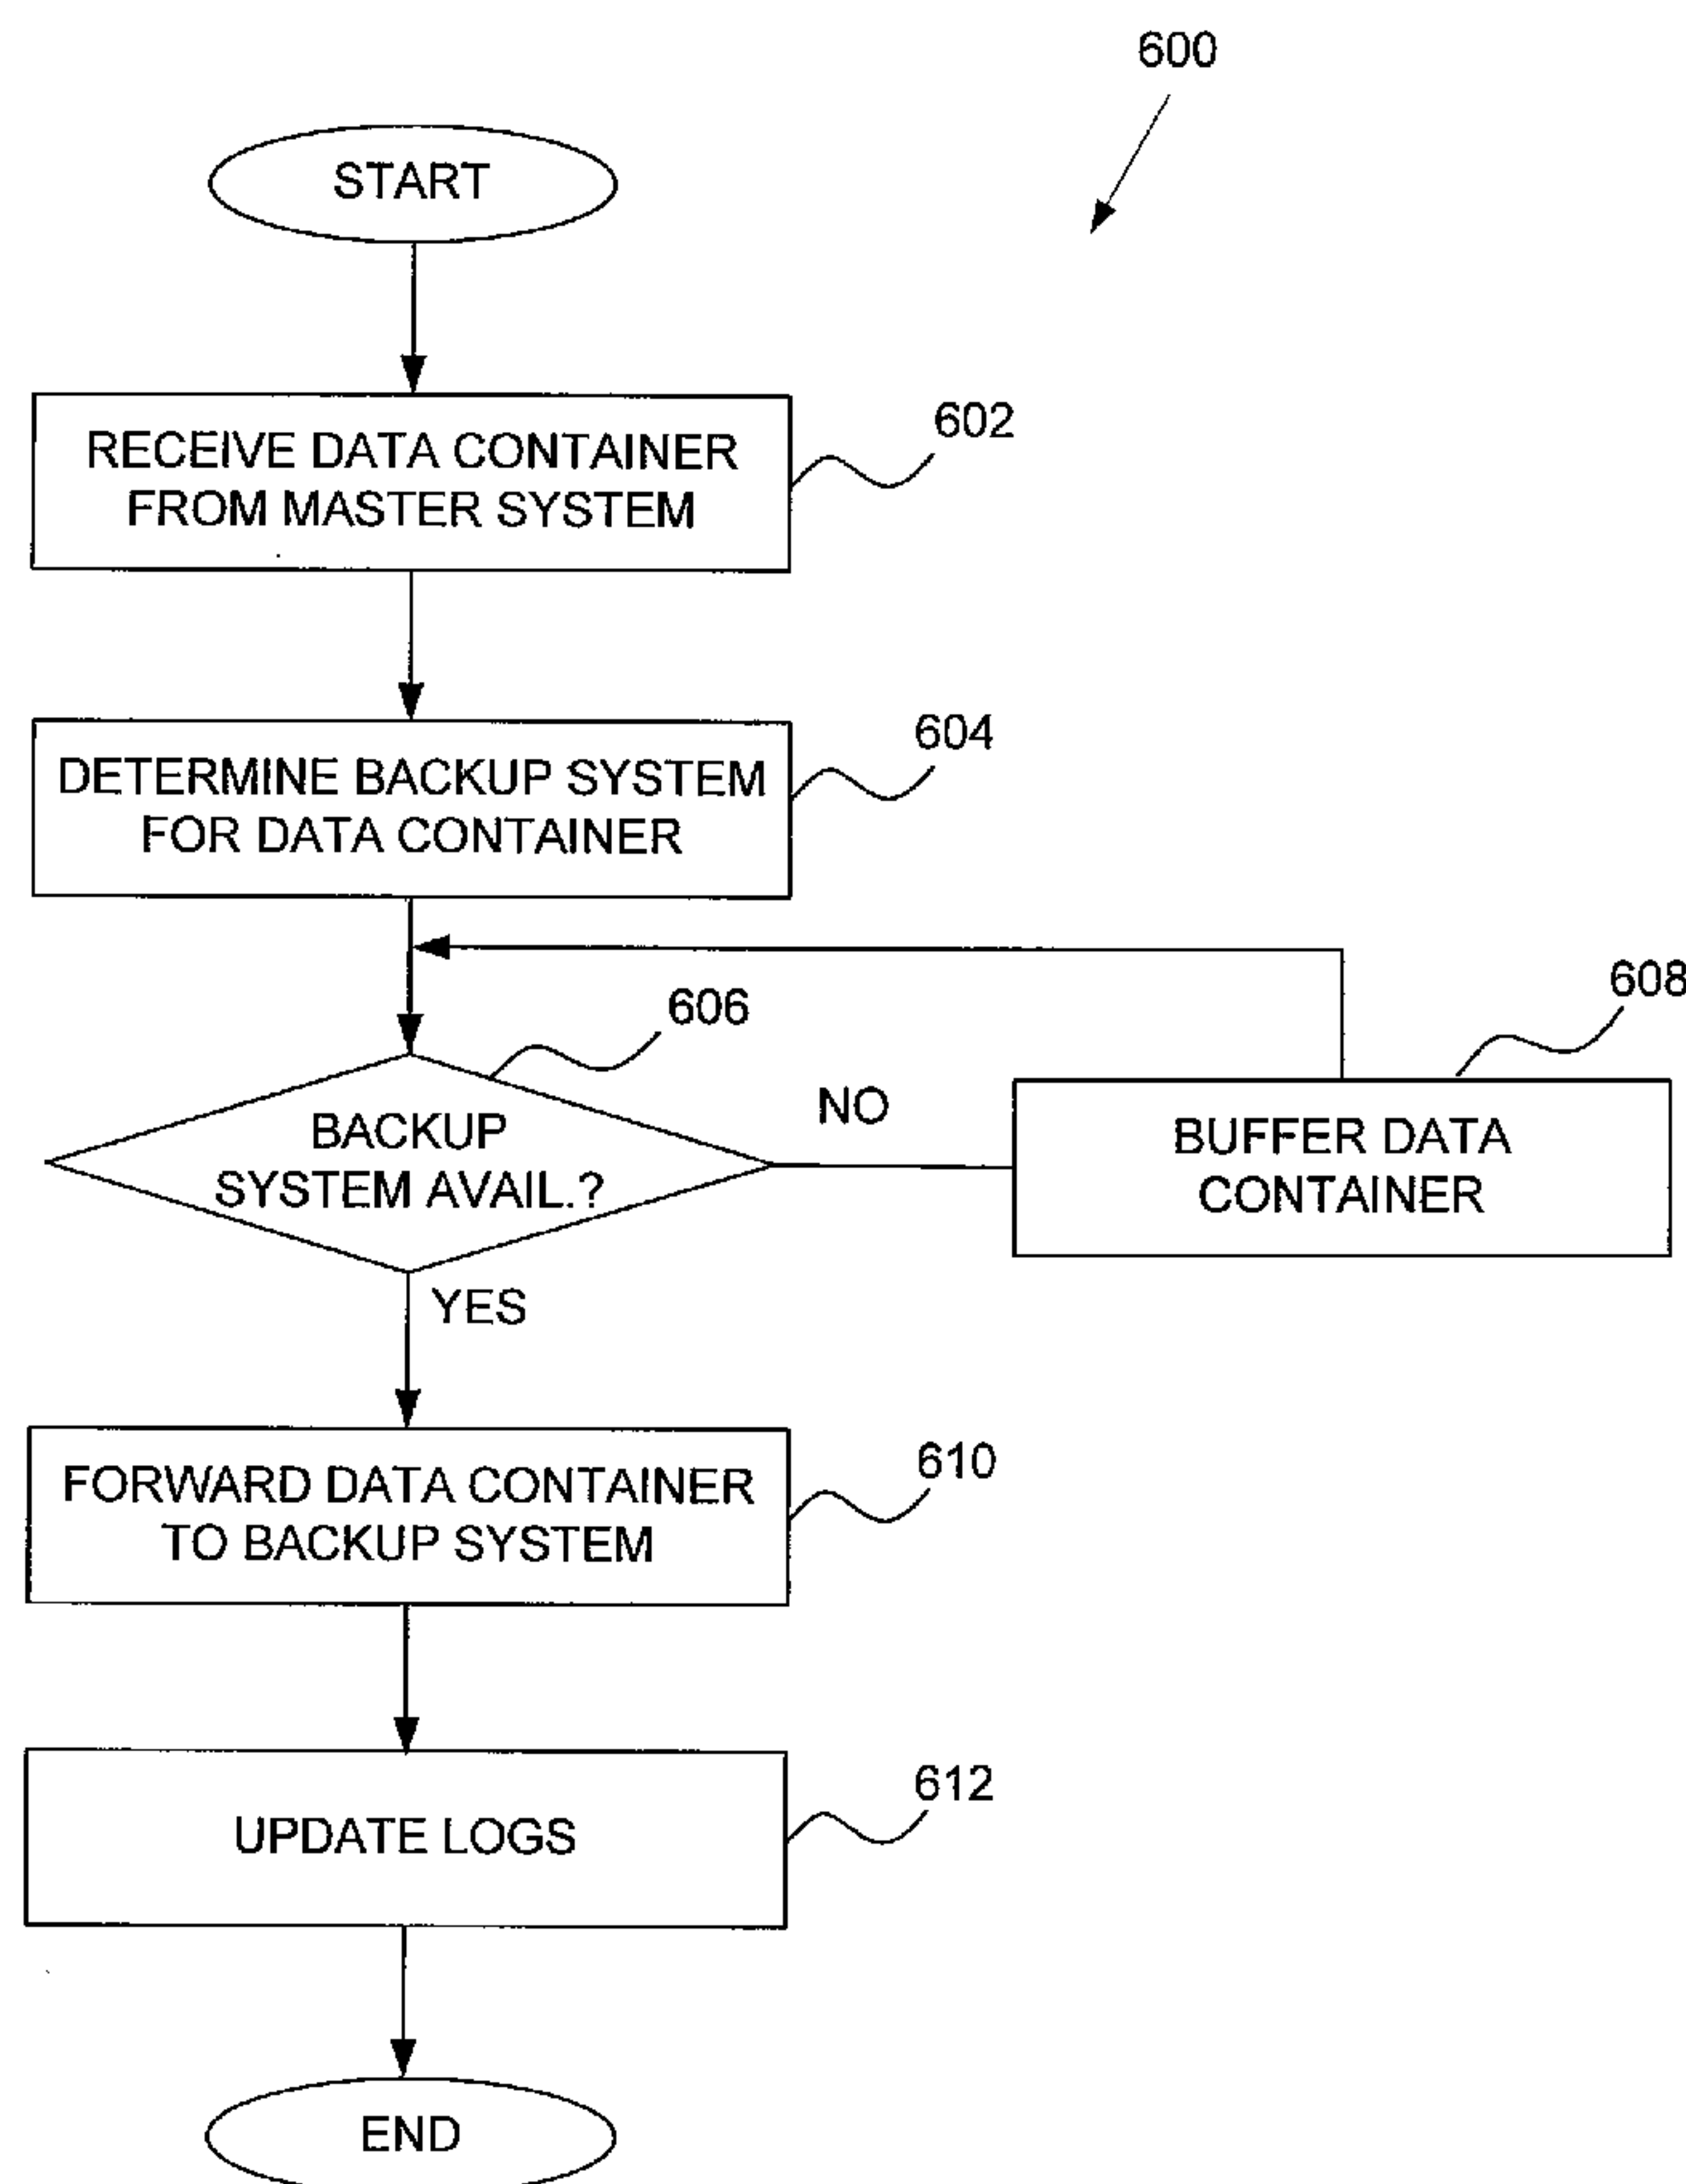 600
START
RECEIVE DATA CONTAINER
FROM MASTER SYSTEM
602
DETERMINE BACKUP SYSTEM
FOR DATA CONTAINER
604
606
608
BACKUP
SYSTEM AVAIL.?
NO
BUFFER DATA
CONTAINER
YES
FORWARD DATA CONTAINER
TO BACKUP SYSTEM
610
UPDATE LOGS
612
END